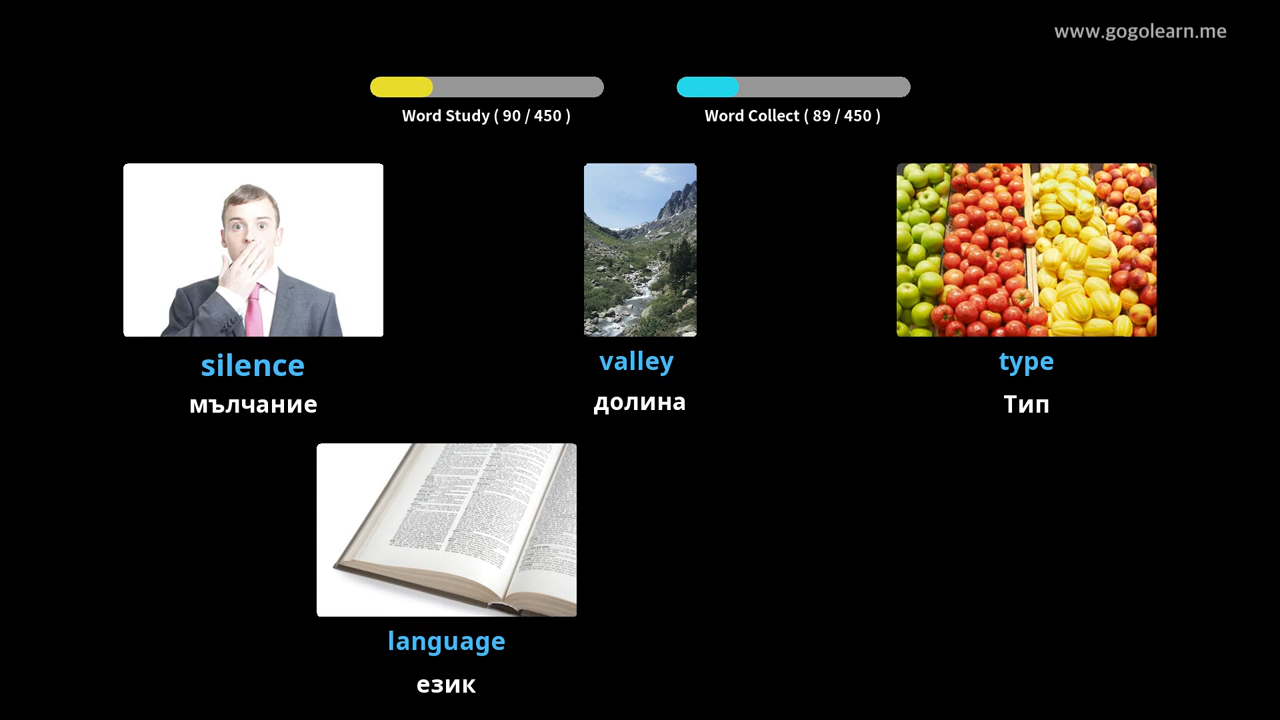 www.gogolearn.me
Word Study ( 90 / 450 )
Word Collect ( 89 / 450 )
silence
мълчание
valley
долина
type
Тип
language
език